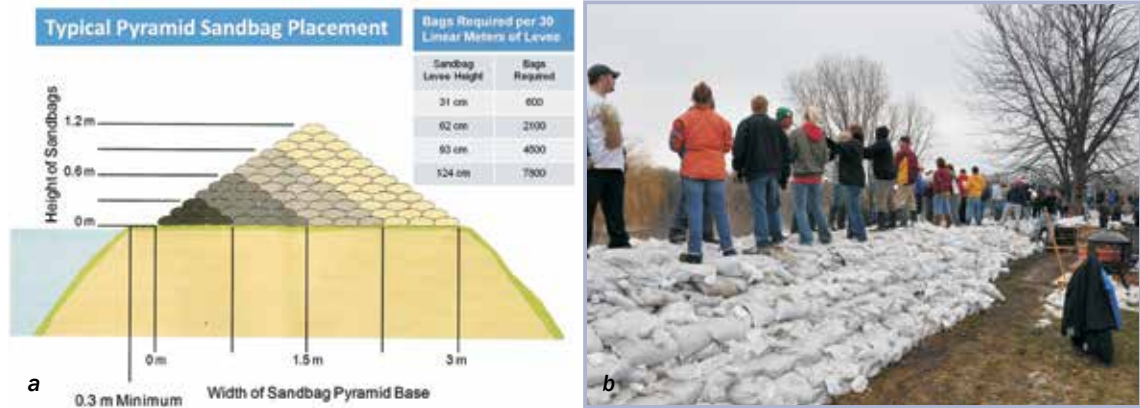 Typical Pyramid Sandbag Placement
Bags Required per 30
Linear Meters of Levee
Sandbag
Levee Height
Bags
Required
31 cm
600
62 cm
2100
93 cm
4500
124 cm
7800
Height of Sandbags
1.2 m
0.6 m
0 m
0 m
1.5 m
3 m
0.3 m Minimum
Width of Sandbag Pyramid Base
a
b